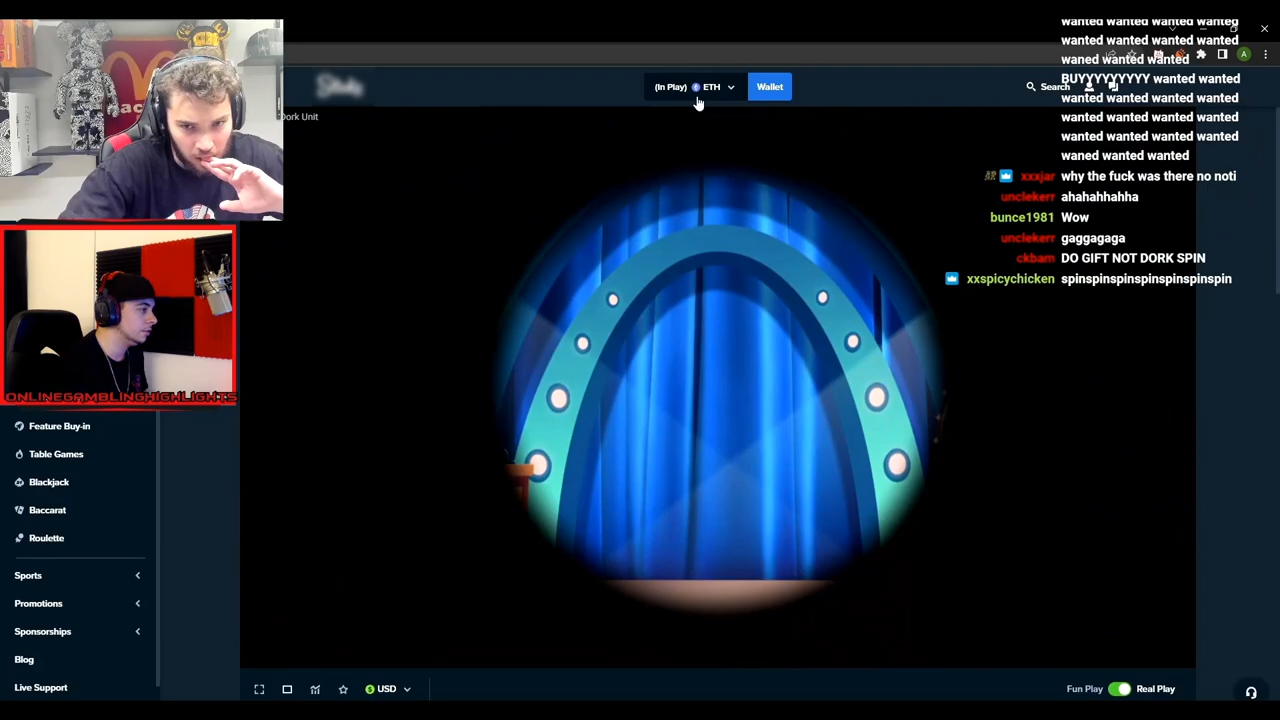 wanted wanted wanted wanted
wanted wanted wanted wanted
waned wanted wanted
BUYYYYYYYY wanted wanted
wanted wanted wanted wanted
wanted wanted wanted wanted
wanted wanted wanted wanted
waned wanted wanted
(In Play) ETH
Wallet
Search
A
Dork Unit
xxxjar why the fuck was there no noti
unclekerr ahahahhahha
bunce1981 Wow
unclekerr gaggagaga
ckbam DO GIFT NOT DORK SPIN
xxspicychicken spinspinspinspinspinspinspin
ONLINEGAMBLINGHIGHLIGHTS
Feature Buy-in
Table Games
Blackjack
Baccarat
Roulette
Sports
Promotions
Sponsorships
Blog
Live Support
USD
Fun Play
Real Play